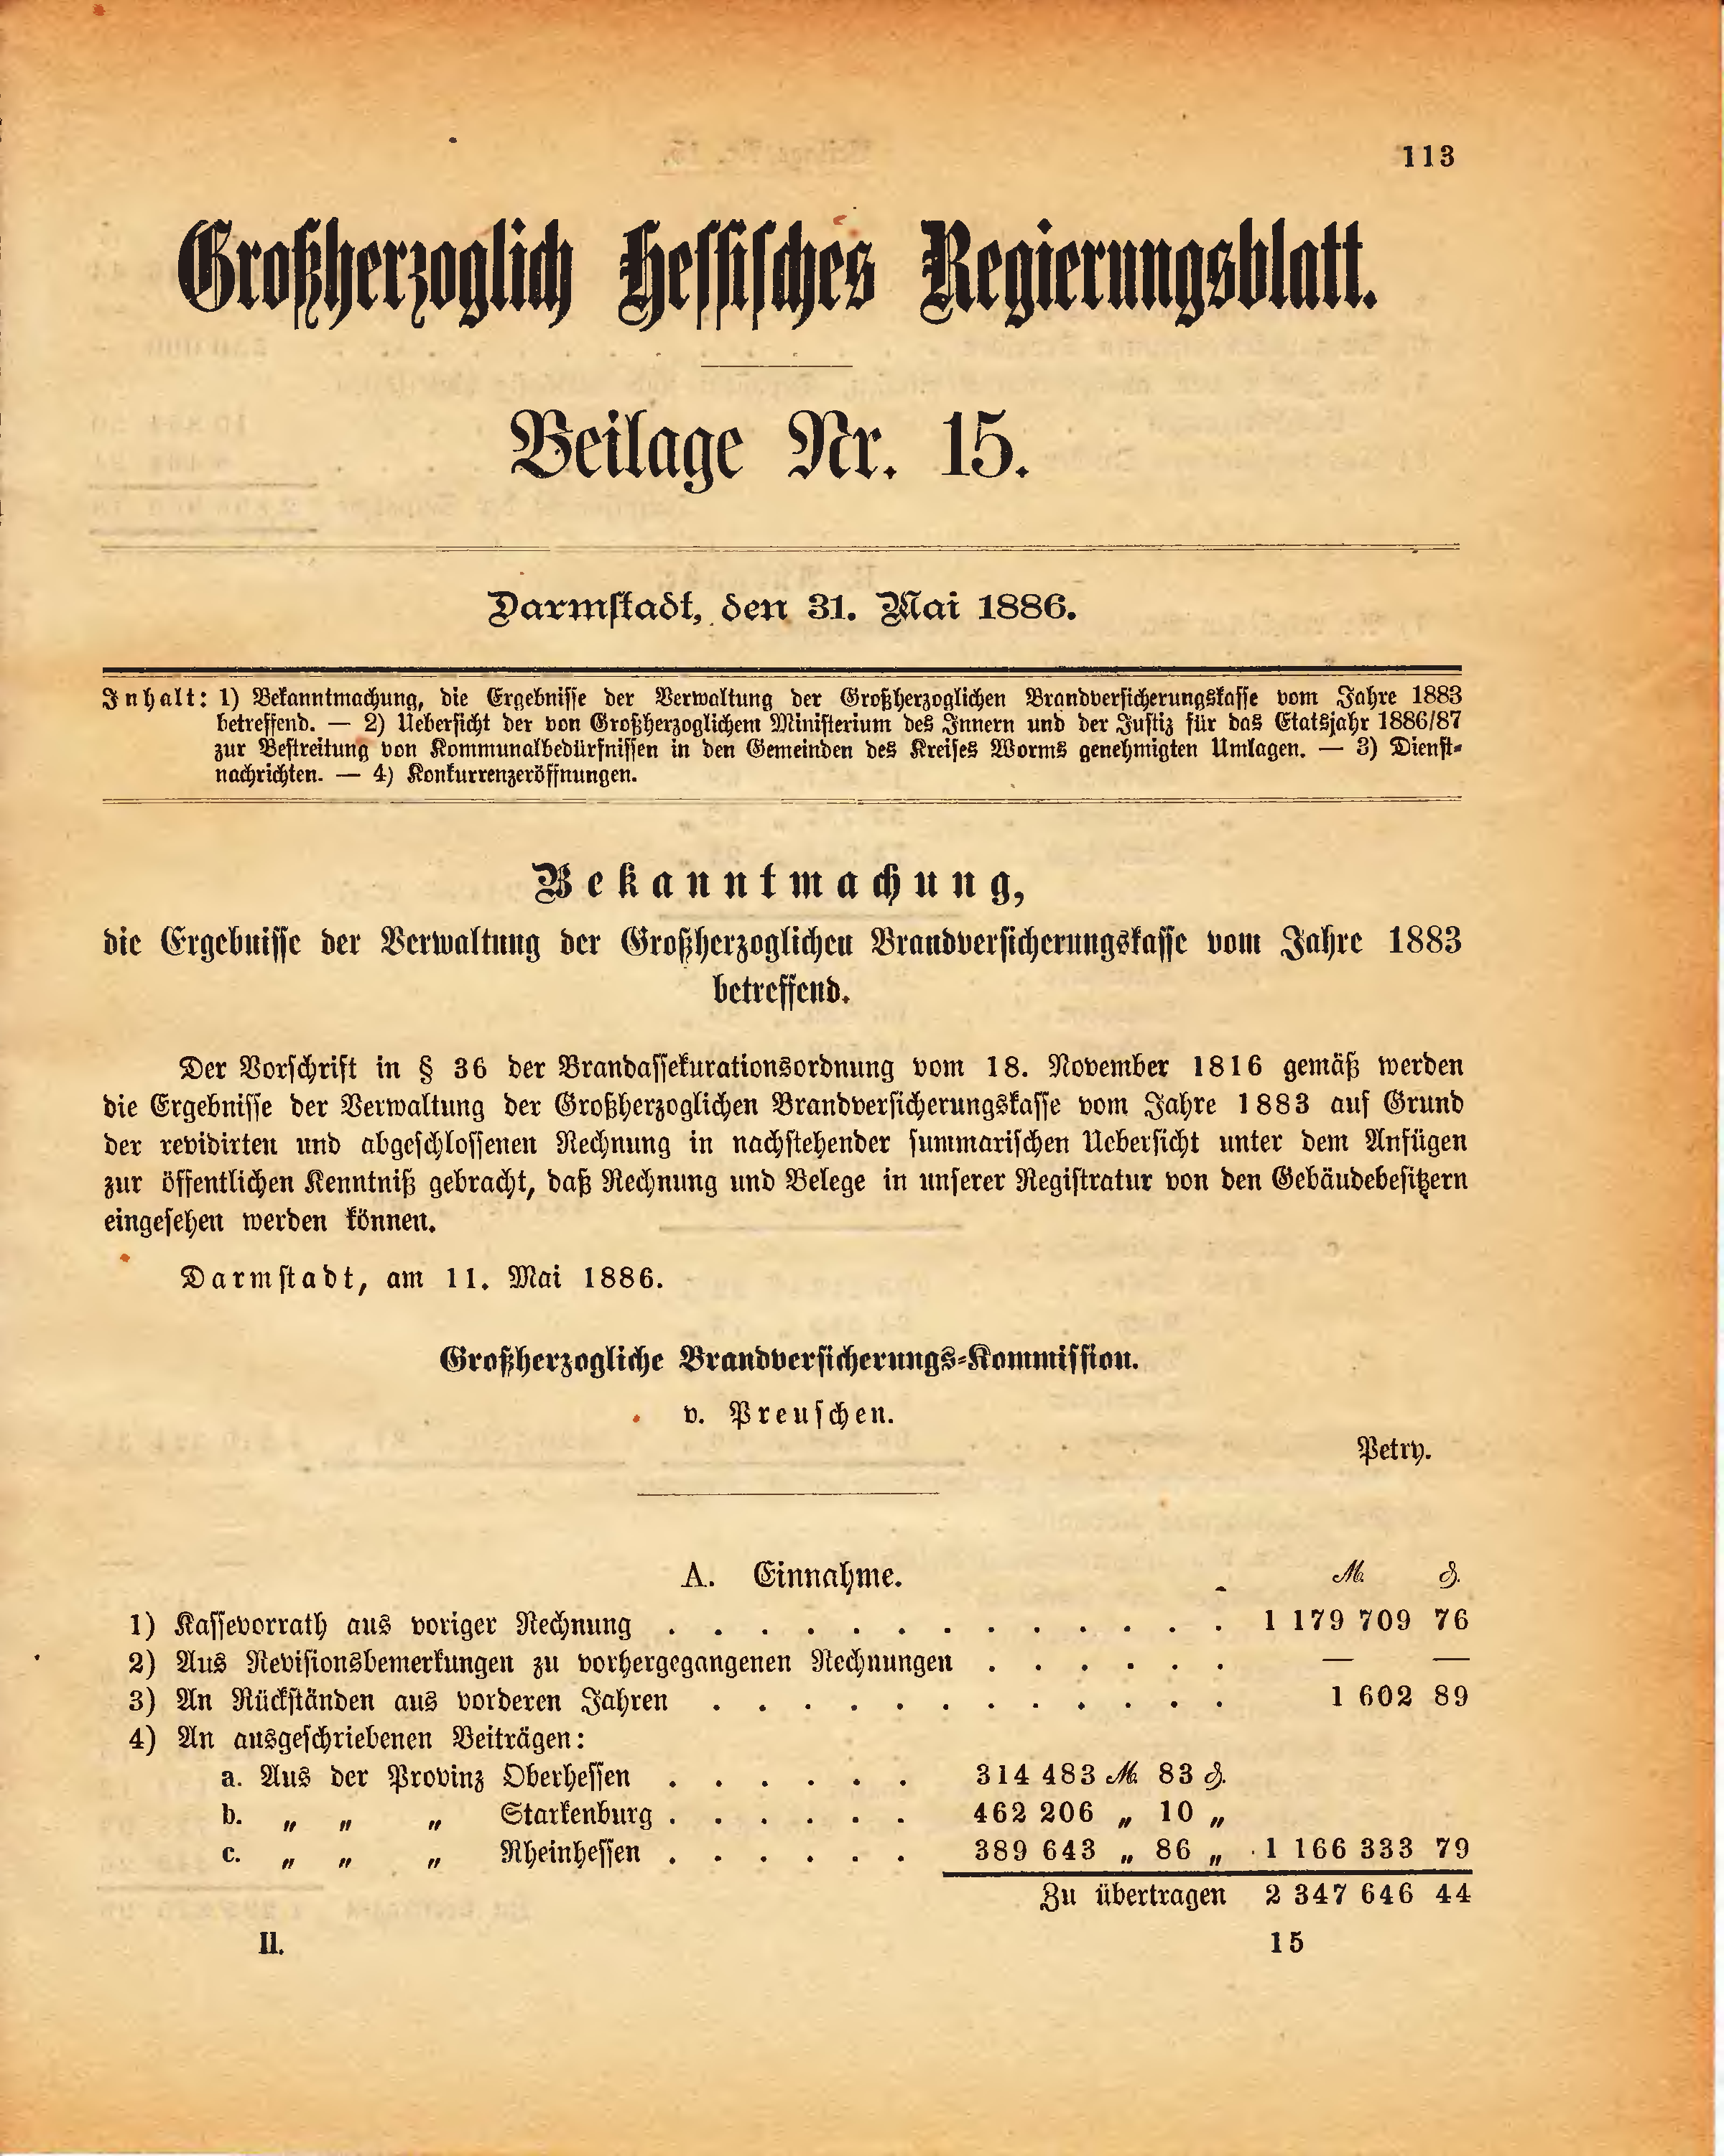 113
Großherzoglich Hessisches Regierungsblatt.
Beilage Nr. 15.
Darmstadt, den 31. Mai 1886.
Inhalt: 1) Bekanntmachung, die Ergebnisse der Verwaltung der Großherzoglichen Brandversicherungskasse vom Jahre 1883
betreffend. — 2) Uebersicht der von Großherzoglichem Ministerium des Innern und der Justiz für das Etatsjahr 1886/87
zur Bestreitung von Kommunalbedürfnissen in den Gemeinden des Kreises Worms genehmigten Umlagen. — 3) Dienst-
nachrichten. — 4) Konkurrenzeröffnungen.
Bekanntmachung,
die Ergebnisse der Verwaltung der Großherzoglichen Brandversicherungskasse vom Jahre 1883
betreffend.
Der Vorschrift in § 36 der Brandassekurationsordnung vom 18. November 1816 gemäß werden
die Ergebnisse der Verwaltung der Großherzoglichen Brandversicherungskasse vom Jahre 1883 auf Grund
der revidirten und abgeschlossenen Rechnung in nachstehender summarischen Uebersicht unter dem Anfügen
zur öffentlichen Kenntniß gebracht, daß Rechnung und Belege in unserer Registratur von den Gebäudebesitzern
eingesehen werden können.
Darmstadt, am 11. Mai 1886.
Großherzogliche Brandversicherungs-Kommission.
v. Preuschen.
Petry.
A. Einnahme. ℳ ₰.
1) Kassevorrath aus voriger Rechnung . . . . . . . . . . . . . 1 179 709 76
2) Aus Revisionsbemerkungen zu vorhergegangenen Rechnungen . . . . . . — —
3) An Rückständen aus vorderen Jahren . . . . . . . . . . . . 1 602 89
4) An ausgeschriebenen Beiträgen:
a. Aus der Provinz Oberhessen . . . . . . 314 483 ℳ 83 ₰.
b. „ „ „ Starkenburg . . . . . . 462 206 „ 10 „
c. „ „ „ Rheinhessen . . . . . . 389 643 „ 86 „ 1 166 333 79
Zu übertragen 2 347 646 44
II. 15